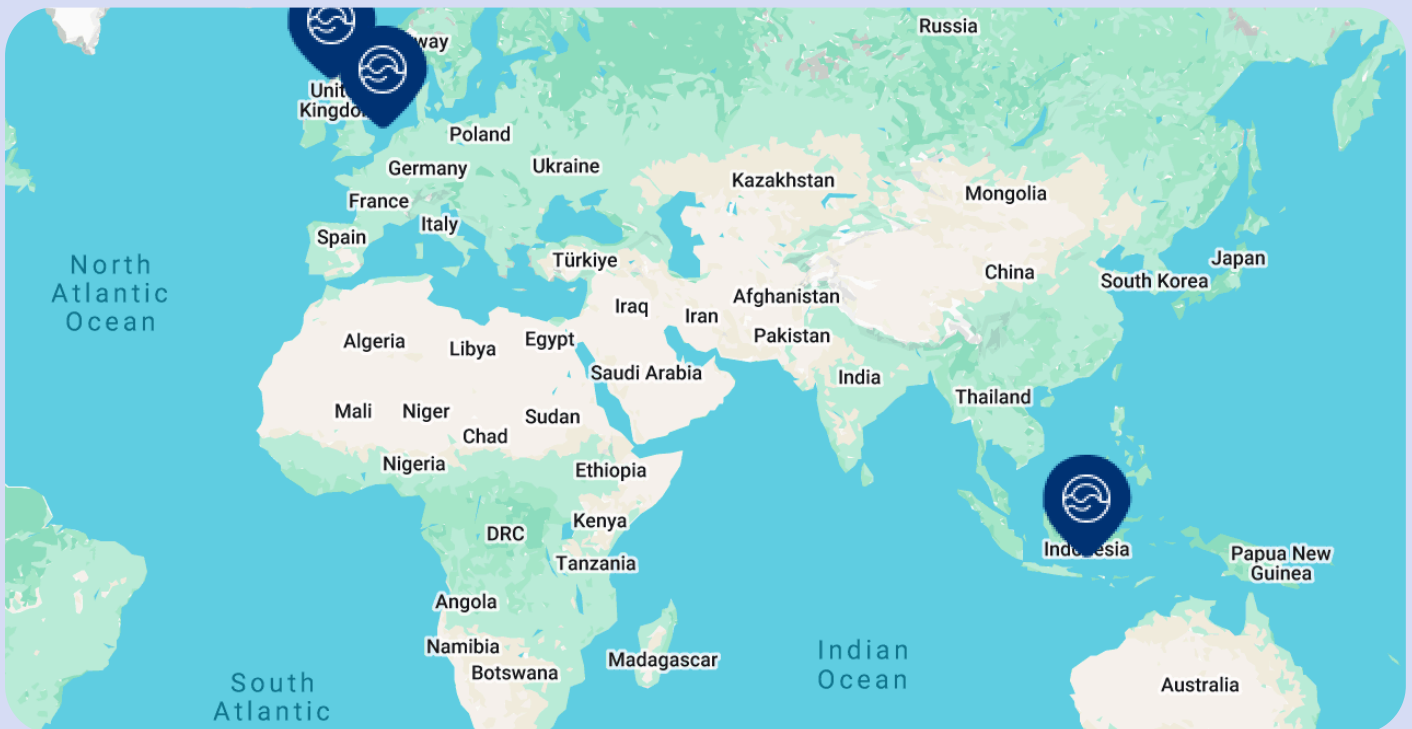 Russia
Poland
Germany
Ukraine
Kazakhstan
Mongolia
France
Italy
Spain
Türkiye
North
Atlantic
Ocean
China
Japan
South Korea
Iraq
Iran
Afghanistan
Pakistan
Algeria
Libya
Egypt
Saudi Arabia
India
Thailand
Mali
Niger
Chad
Sudan
Nigeria
Ethiopia
DRC
Kenya
Tanzania
Papua New
Guinea
Angola
Namibia
Botswana
Madagascar
Indian
Ocean
Australia
South
Atlantic